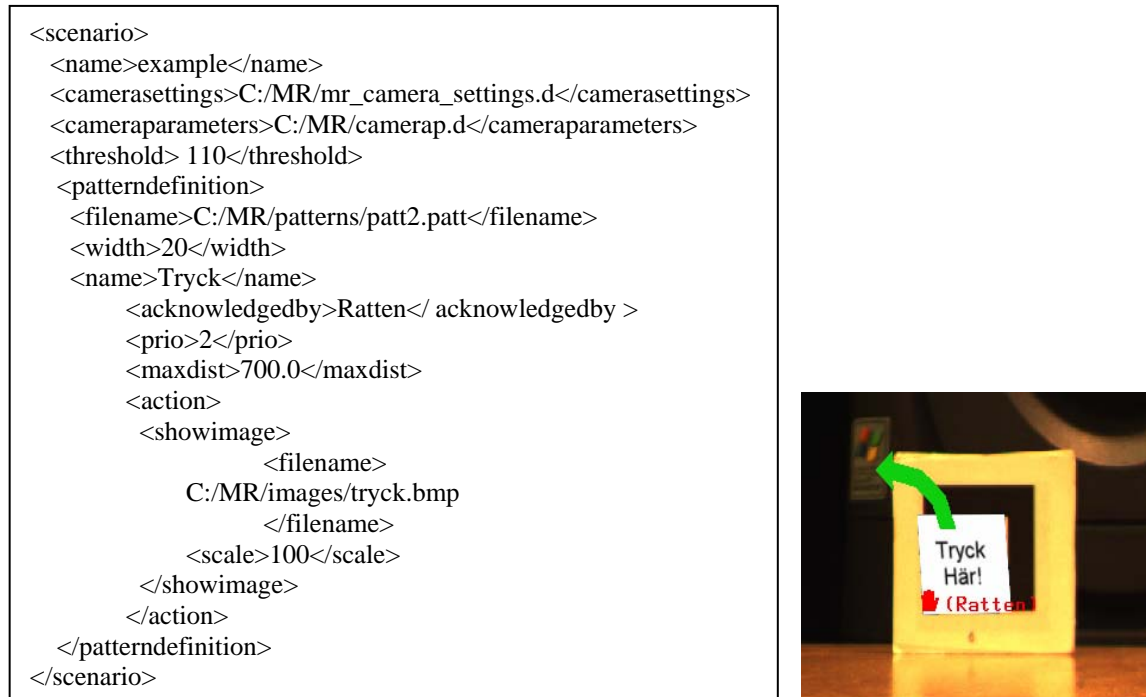 <scenario>
<name>example</name>
<camerasettings>C:/MR/mr_camera_settings.d</camerasettings>
<cameraparameters>C:/MR/camerap.d</cameraparameters>
<threshold> 110</threshold>
<patterndefinition>
<filename>C:/MR/patterns/patt2.patt</filename>
<width>20</width>
<name>Tryck</name>
<acknowledgedby>Ratten</ acknowledgedby >
<prio>2</prio>
<maxdist>700.0</maxdist>
<action>
<showimage>
<filename>
C:/MR/images/tryck.bmp
</filename>
<scale>100</scale>
</showimage>
</action>
</patterndefinition>
</scenario>
Tryck
Här!
(Ratten)